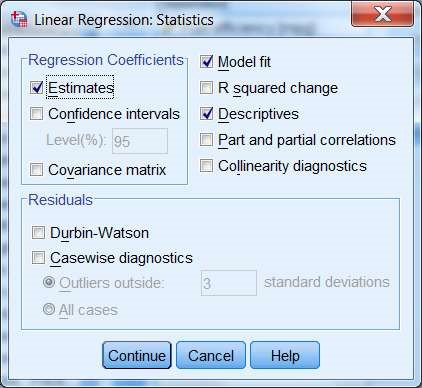 Linear Regression: Statistics
Regression Coefficients
Estimates
Confidence intervals
Level(%): 95
Covariance matrix
Model fit
R squared change
Descriptives
Part and partial correlations
Collinearity diagnostics
Residuals
Durbin-Watson
Casewise diagnostics
Outliers outside: 3 standard deviations
All cases
Continue Cancel Help